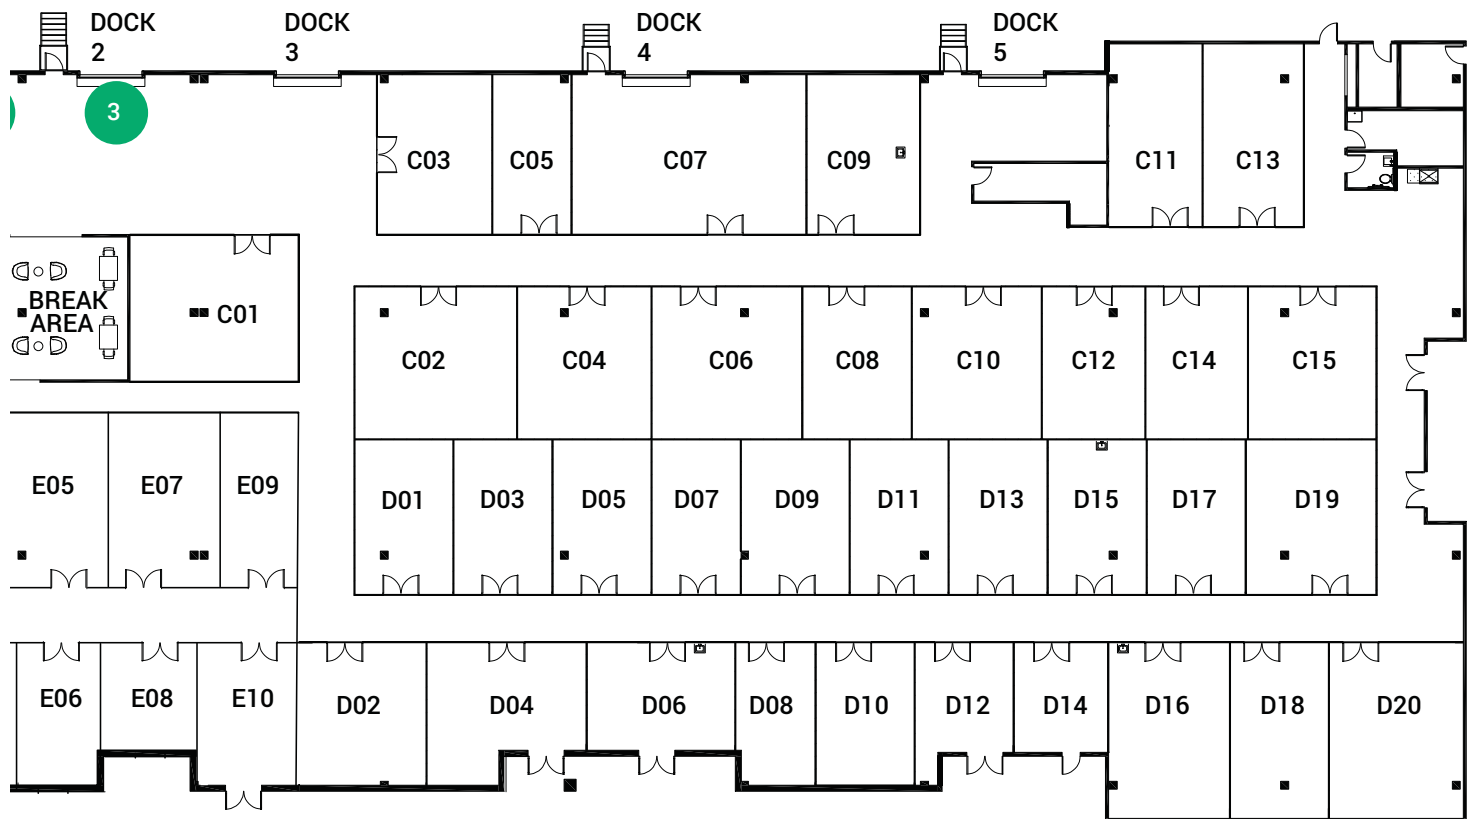 DOCK
2
DOCK
3
DOCK
4
DOCK
5
3
C03
C05
C07
C09
C11
C13
BREAK
AREA
C01
C02
C04
C06
C08
C10
C12
C14
C15
E05
E07
E09
D01
D03
D05
D07
D09
D11
D13
D15
D17
D19
E06
E08
E10
D02
D04
D06
D08
D10
D12
D14
D16
D18
D20